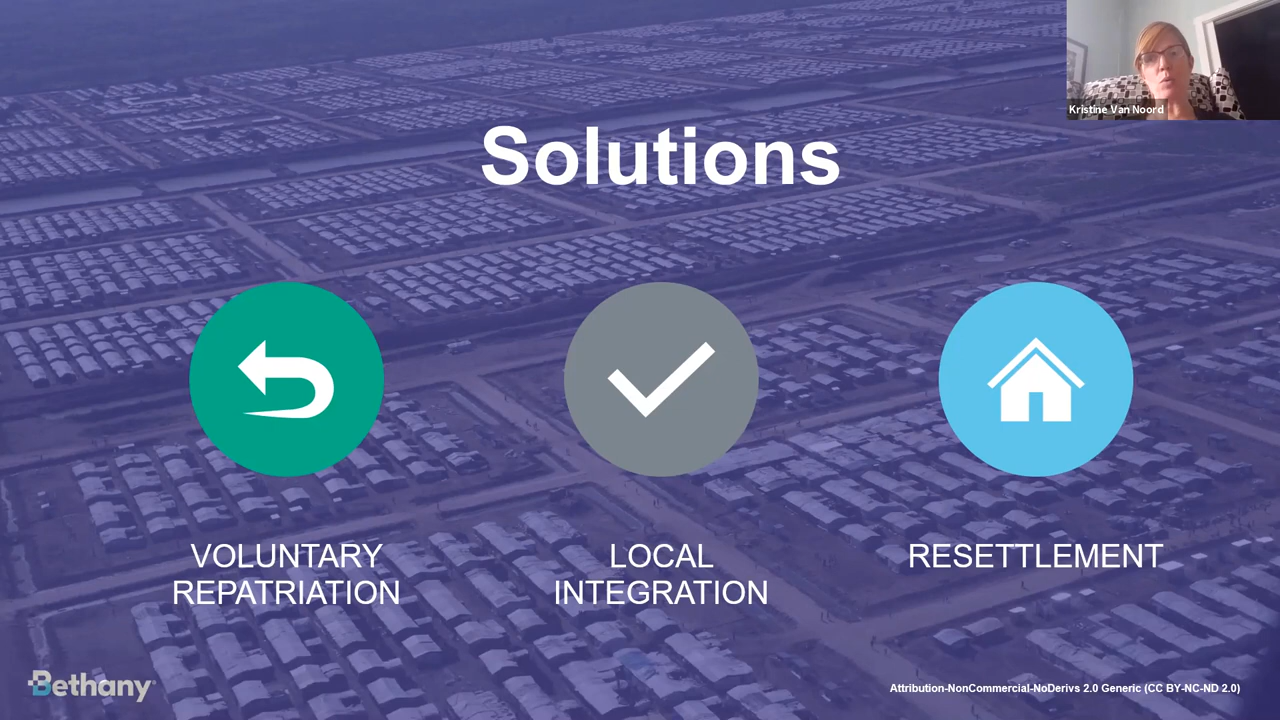 Kristine Van Noord
Solutions
VOLUNTARY
REPATRIATION
LOCAL
INTEGRATION
RESETTLEMENT
Bethany
Attribution-NonCommercial-NoDerivs 2.0 Generic (CC BY-NC-ND 2.0)